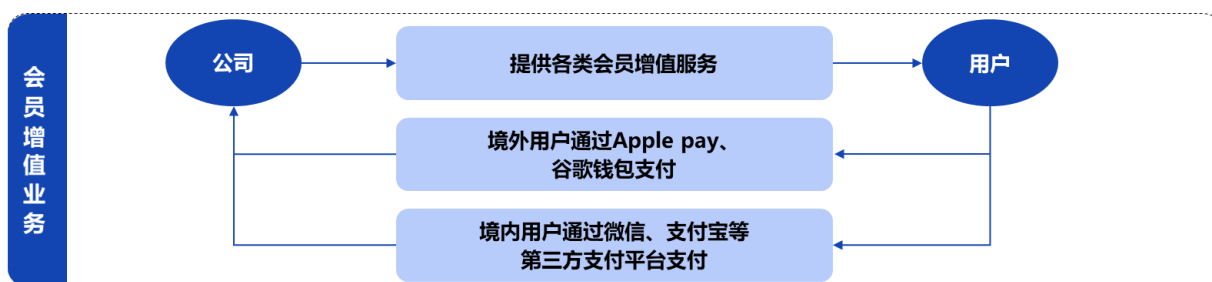 会员增值业务
公司
提供各类会员增值服务
用户
境外用户通过Apple pay、
谷歌钱包支付
境内用户通过微信、支付宝等
第三方支付平台支付